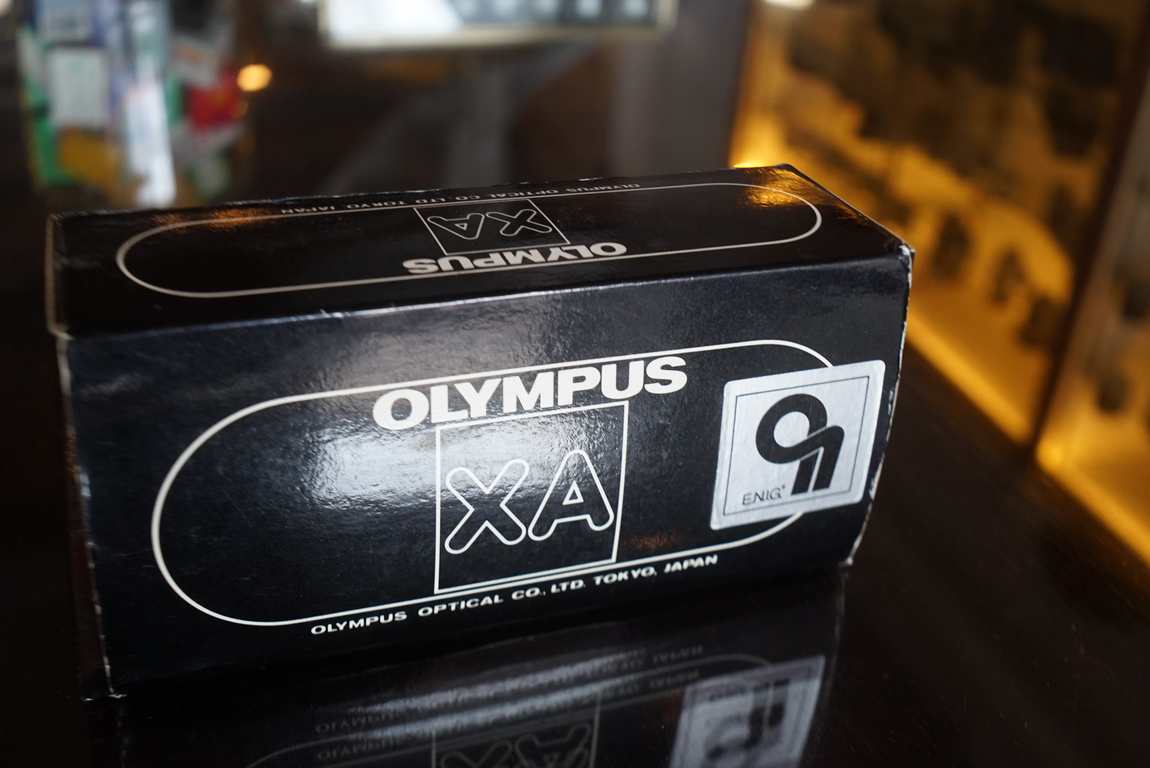 OLYMPUS OPTICAL CO. LTD TOKYO JAPAN
XA
OLYMPUS
OLYMPUS
XA
ENIG
OLYMPUS OPTICAL CO., LTD. TOKYO, JAPAN